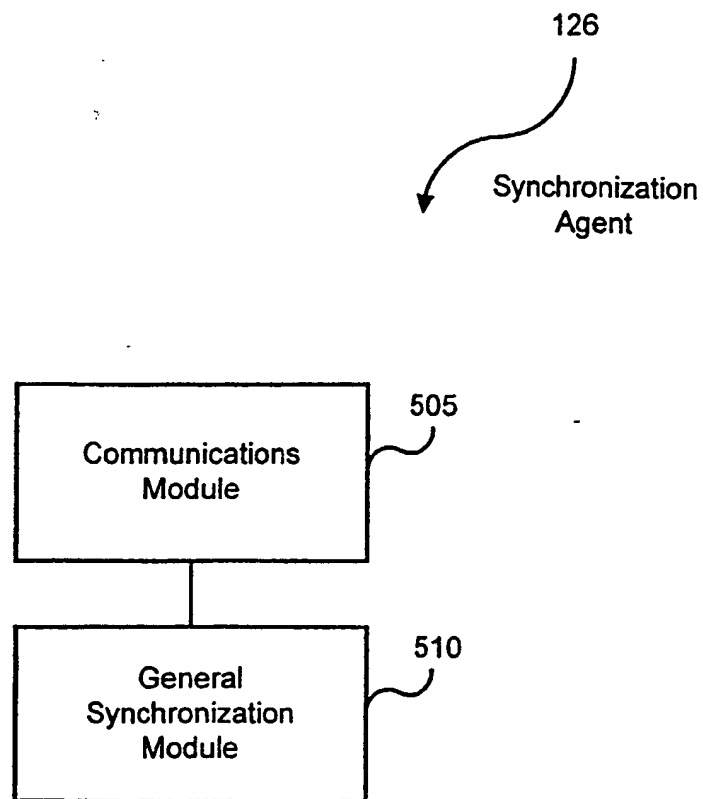 126
Synchronization
Agent
505
Communications
Module
510
General
Synchronization
Module